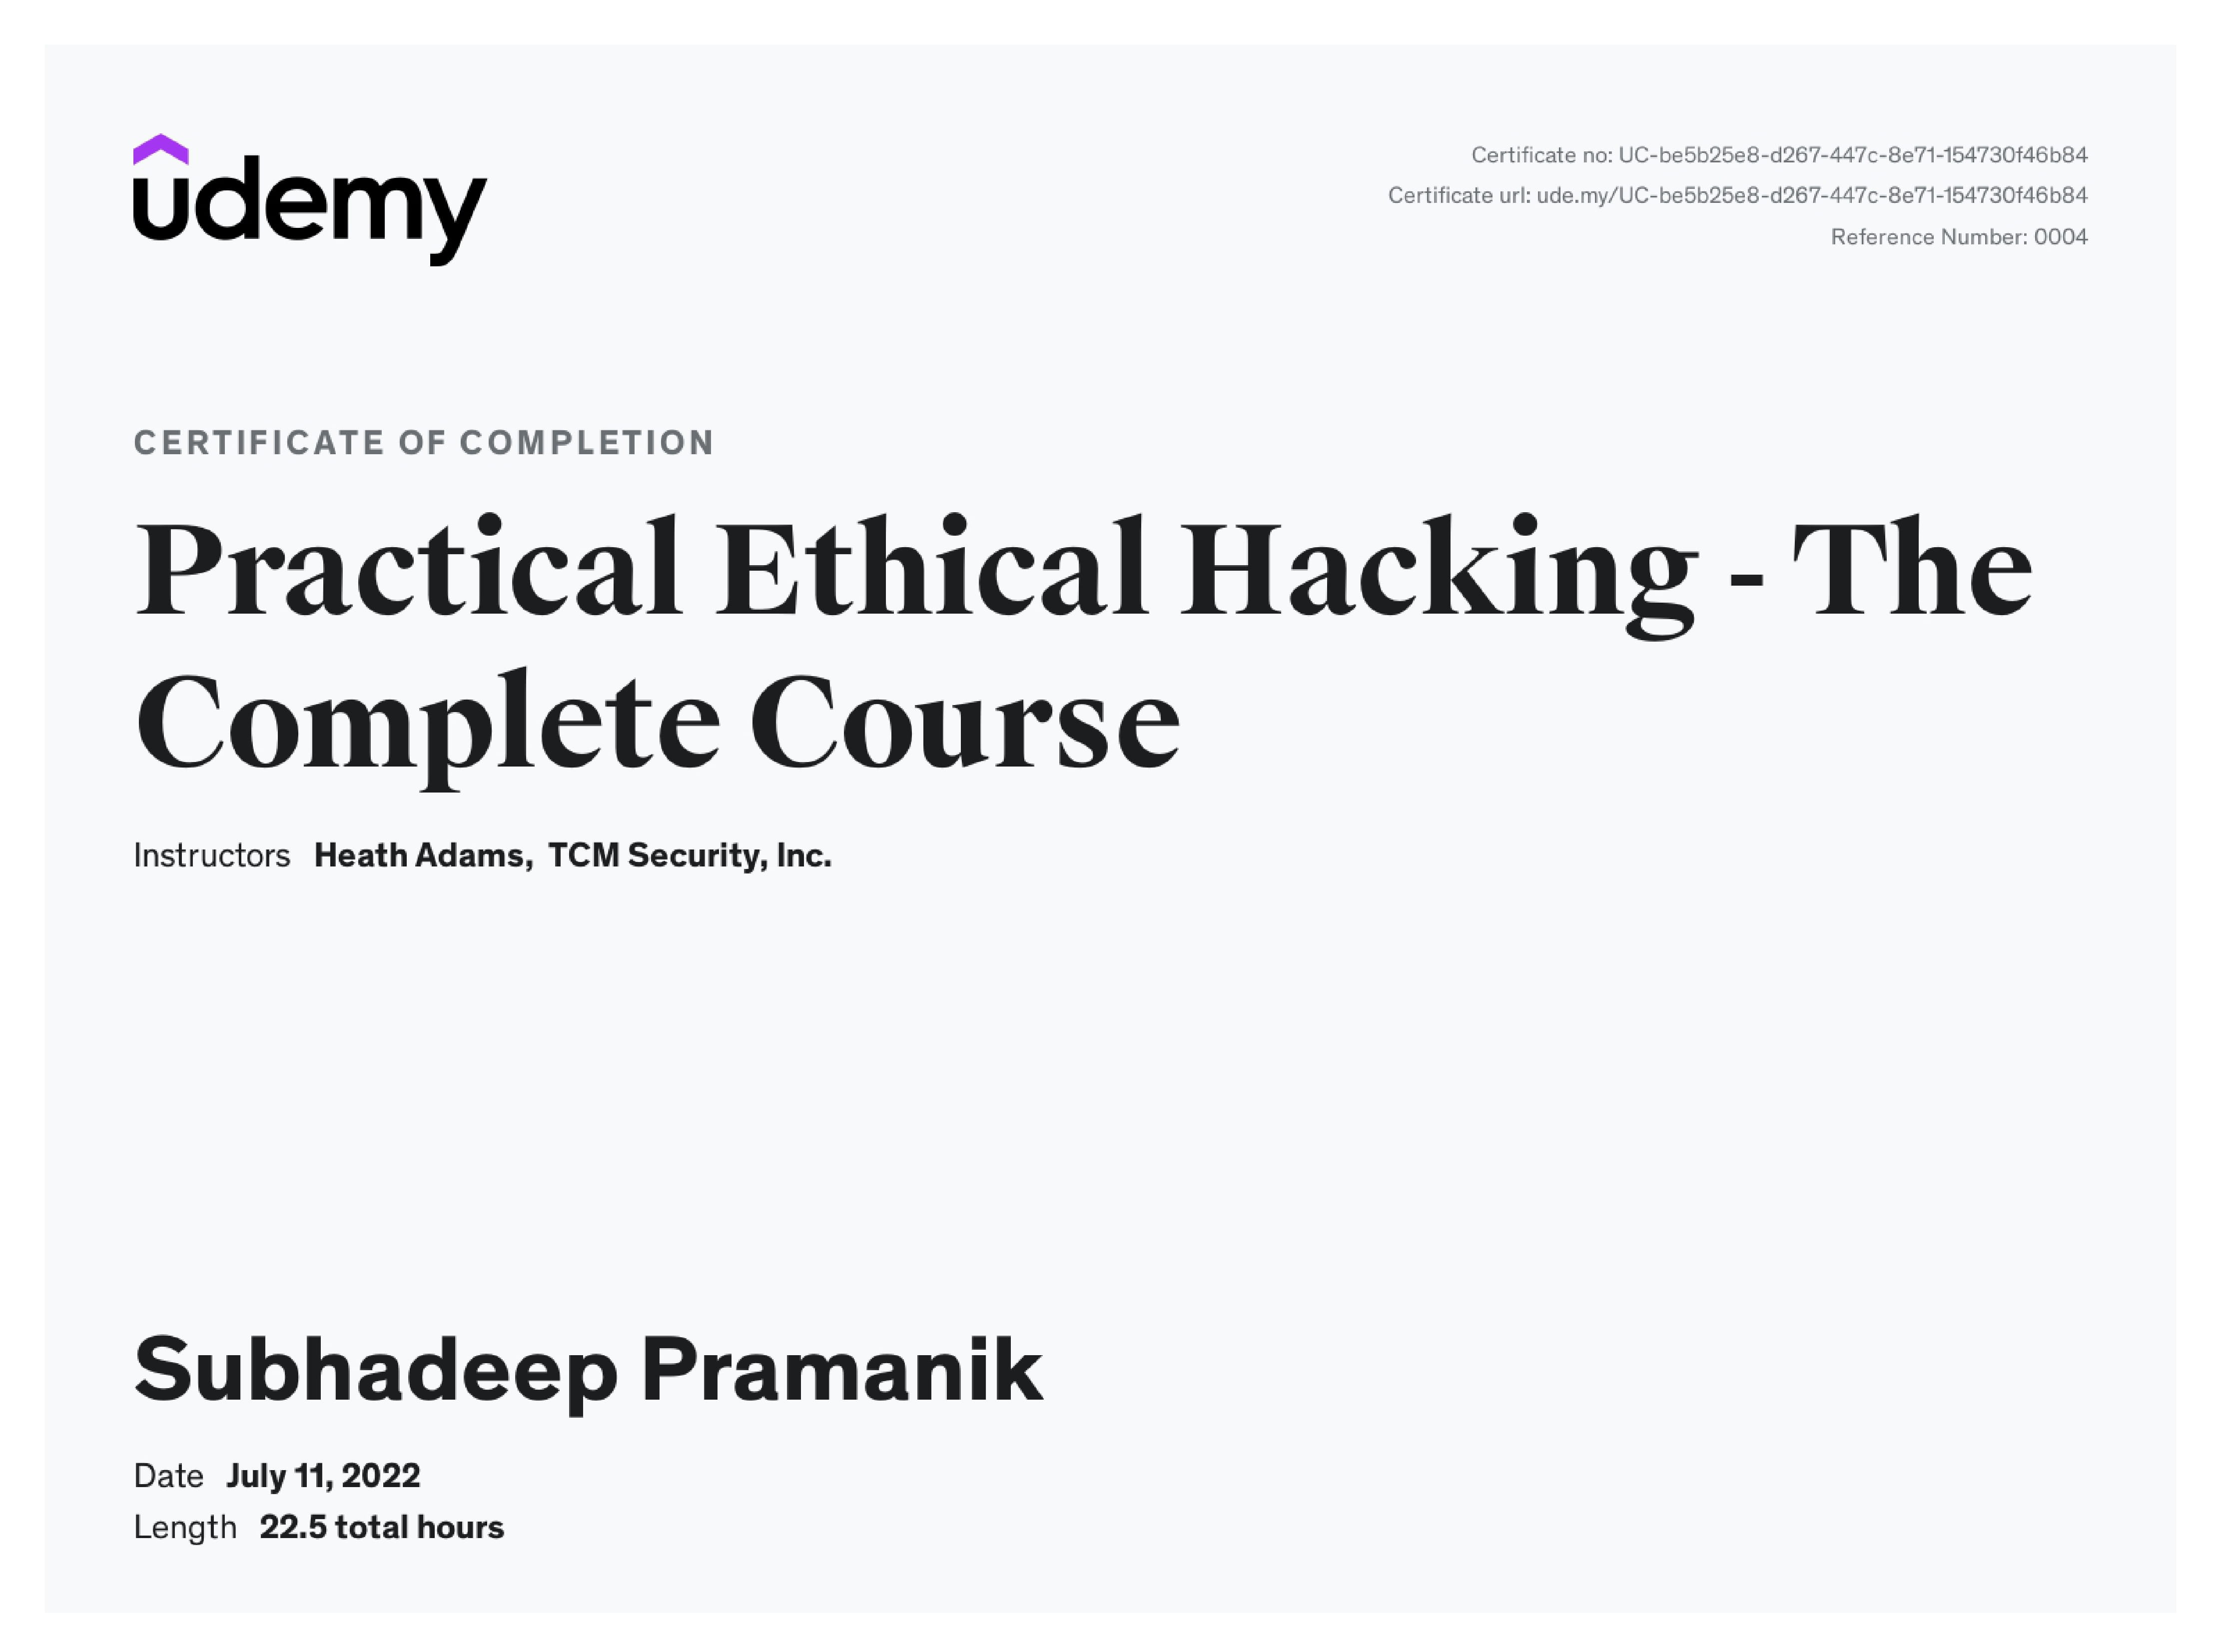 udemy
Certificate no: UC-be5b25e8-d267-447c-8e71-154730f46b84
Certificate url: ude.my/UC-be5b25e8-d267-447c-8e71-154730f46b84
Reference Number: 0004
CERTIFICATE OF COMPLETION
Practical Ethical Hacking - The
Complete Course
Instructors Heath Adams, TCM Security, Inc.
Subhadeep Pramanik
Date July 11, 2022
Length 22.5 total hours